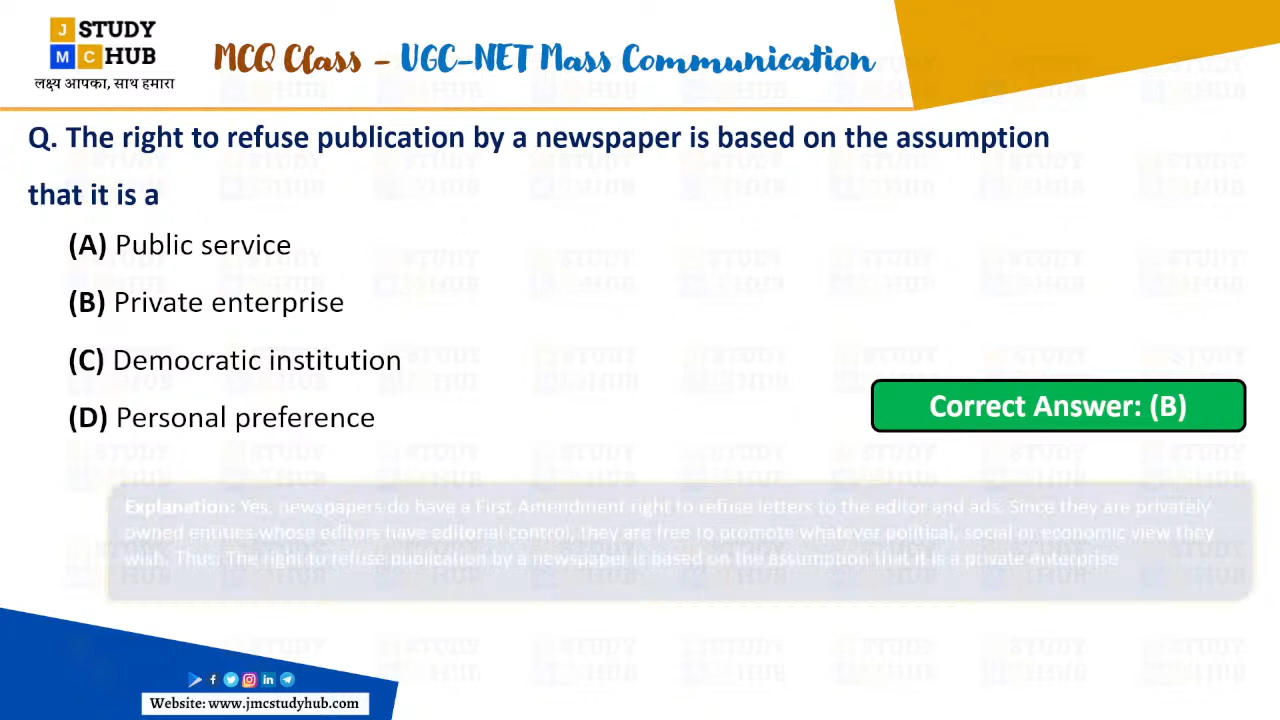 J STUDY
MC HUB
लक्ष्य आपका, साथ हमारा
MCQ Class - UGC-NET Mass Communication
Q. The right to refuse publication by a newspaper is based on the assumption
that it is a
(A) Public service
(B) Private enterprise
(C) Democratic institution
(D) Personal preference
Correct Answer: (B)
Explanation: Yes, newspapers do have a First Amendment right to refuse letters to the editor and ads. Since they are privately
owned entities whose editors have editorial control, they are free to promote whatever political, social or economic view they
wish. Thus, The right to refuse publication by a newspaper is based on the assumption that it is a private enterprise
Website: www.jmcstudyhub.com